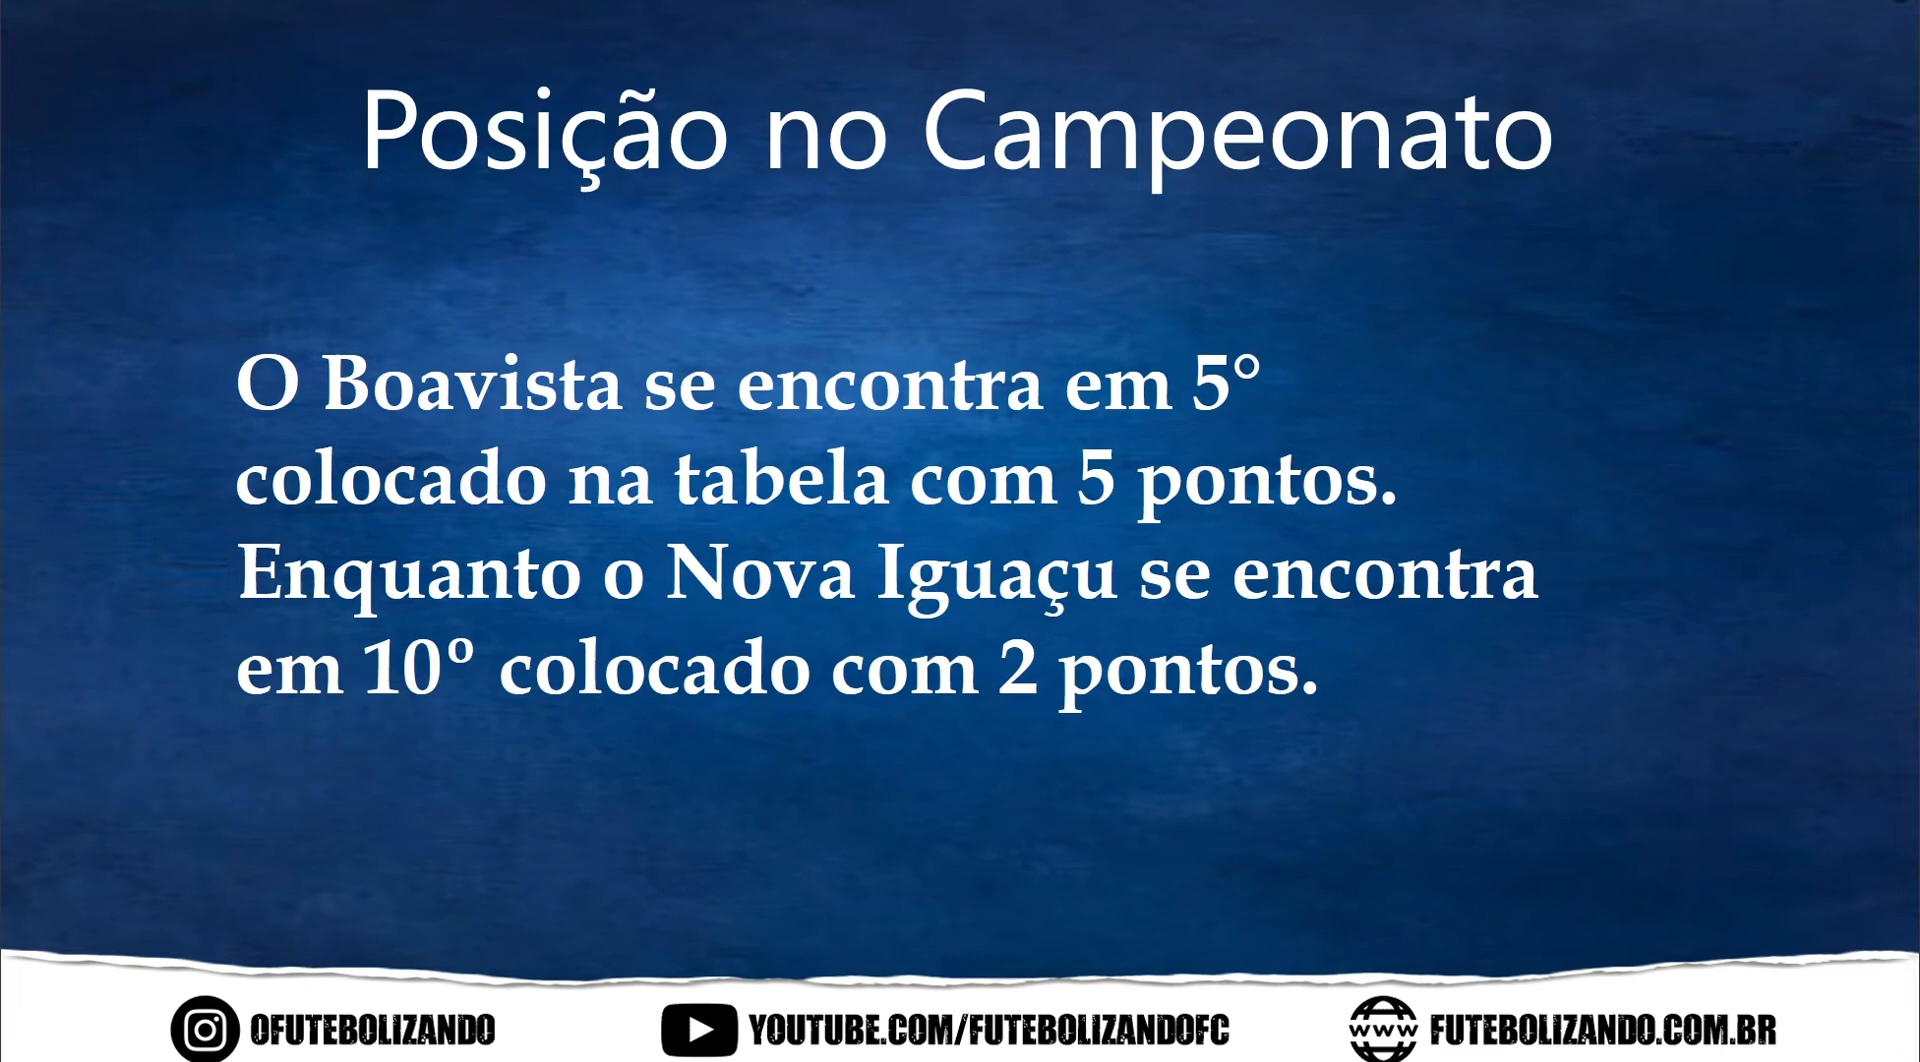 Posição no Campeonato
O Boavista se encontra em 5°
colocado na tabela com 5 pontos.
Enquanto o Nova Iguaçu se encontra
em 10º colocado com 2 pontos.
OFUTEBOLIZANDO
YOUTUBE.COM/FUTEBOLIZANDOFC
WWW
FUTEBOLIZANDO.COM.BR